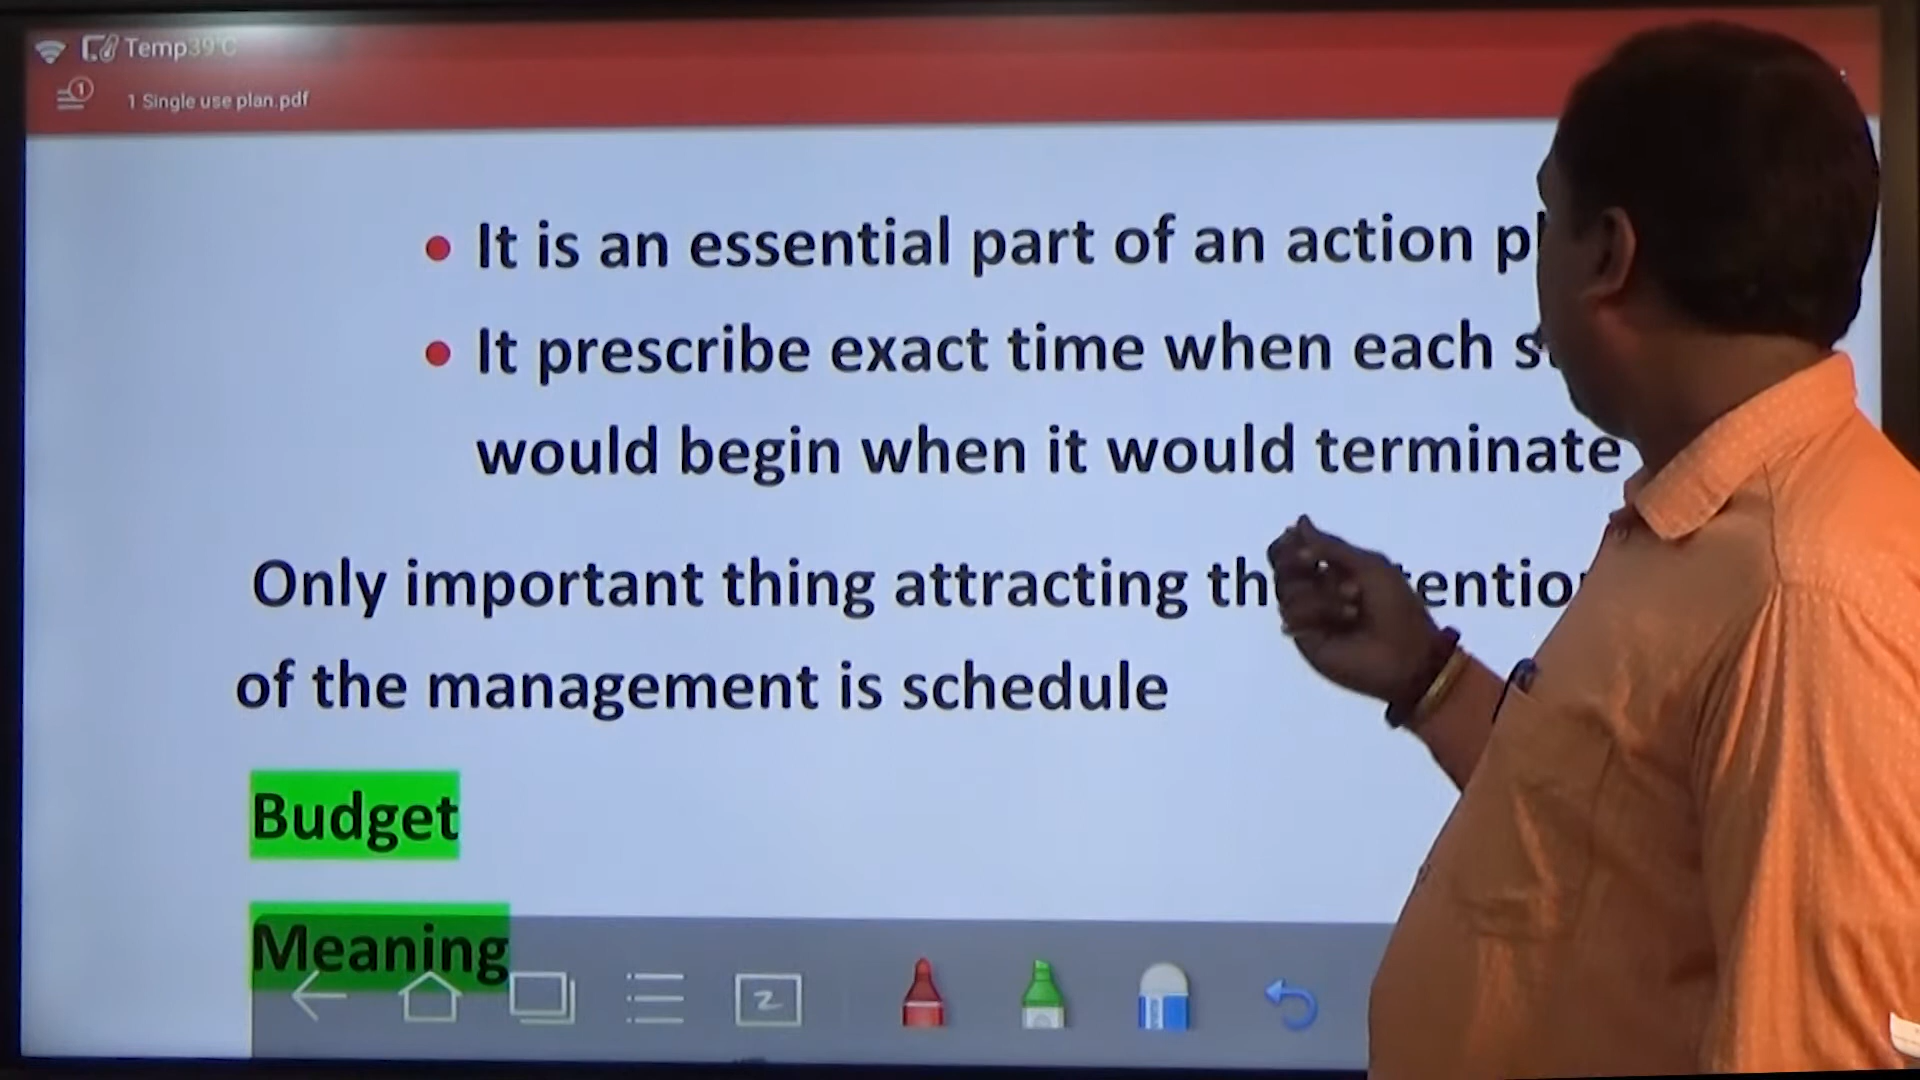 Temp39°C
1 Single use plan.pdf
• It is an essential part of an action
• It prescribe exact time when each
would begin when it would terminate
Only important thing attracting
of the management is schedule
Budget
Meaning